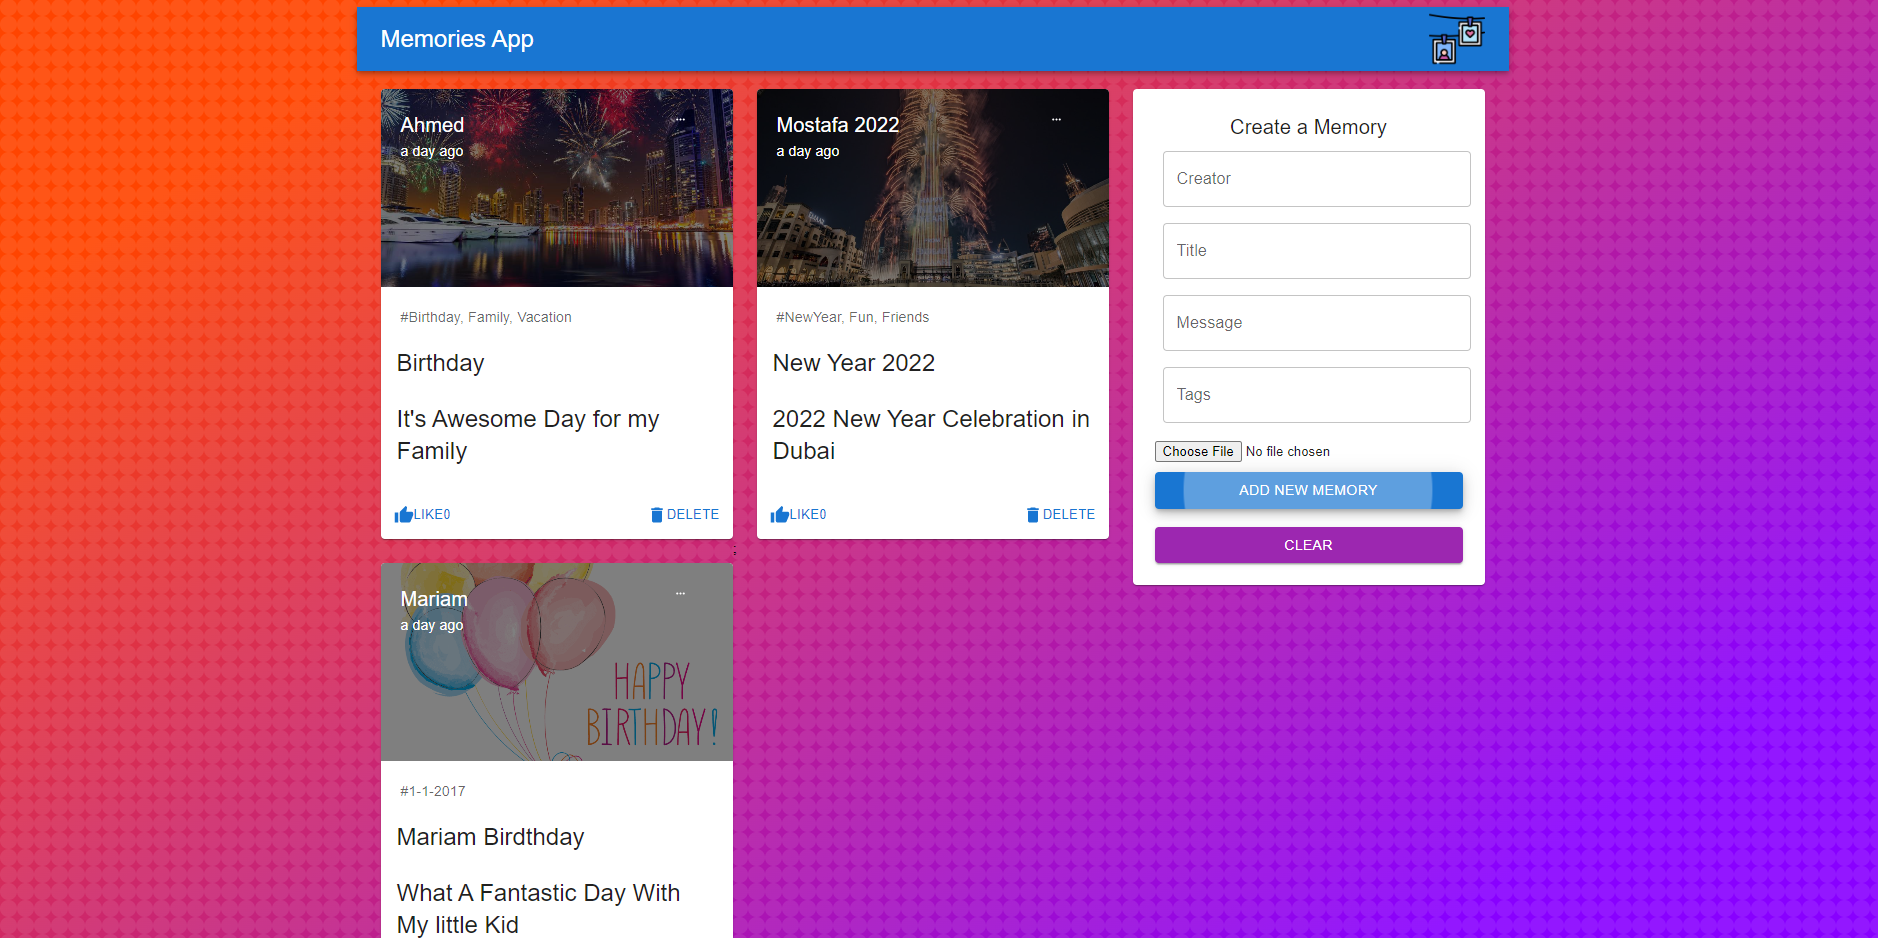 Memories App
Ahmed
a day ago
#Birthday, Family, Vacation
Birthday
It's Awesome Day for my
Family
LIKE0 DELETE
Mostafa 2022
a day ago
#NewYear, Fun, Friends
New Year 2022
2022 New Year Celebration in
Dubai
LIKE0 DELETE
Mariam
a day ago
HAPPY
BIRTHDAY!
#1-1-2017
Mariam Birdthday
What A Fantastic Day With
My little Kid
Create a Memory
Creator
Title
Message
Tags
Choose File No file chosen
ADD NEW MEMORY
CLEAR